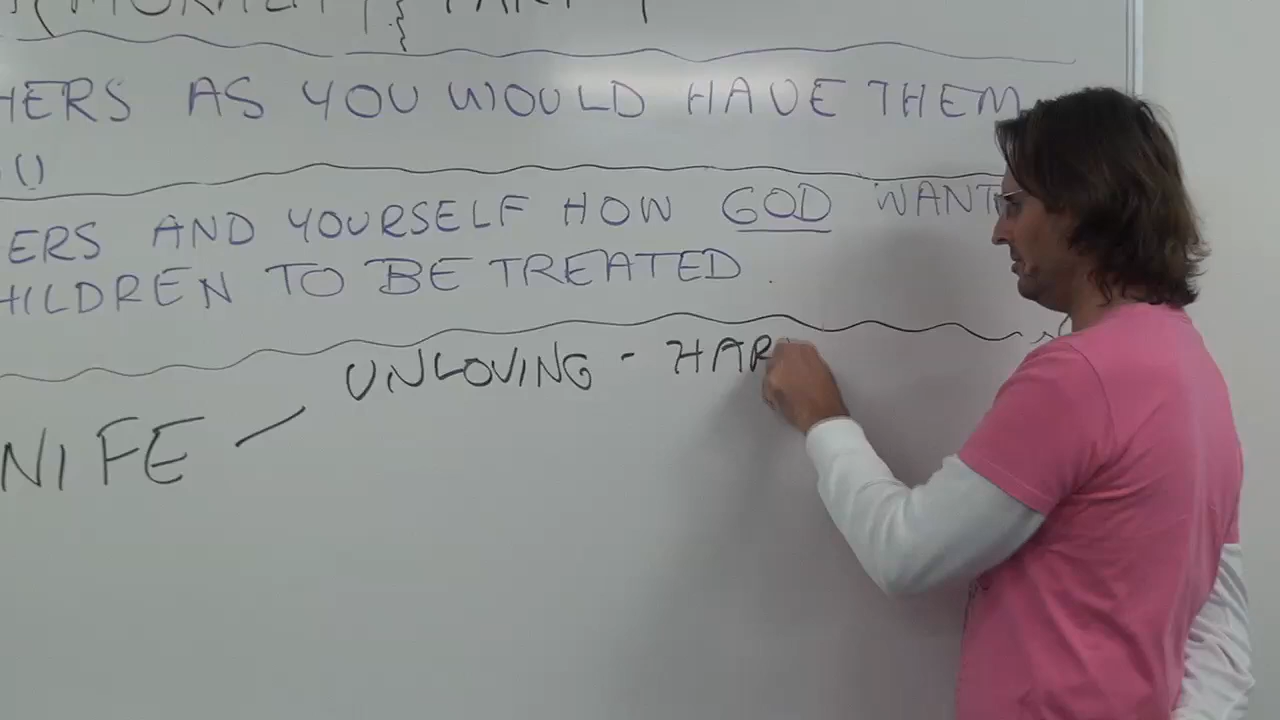 HERS AS YOU WOULD HAVE THEM
ERS AND YOURSELF HOW GOD WANT
HILDREN TO BE TREATED.
UNLOVING - HAR
NIFE